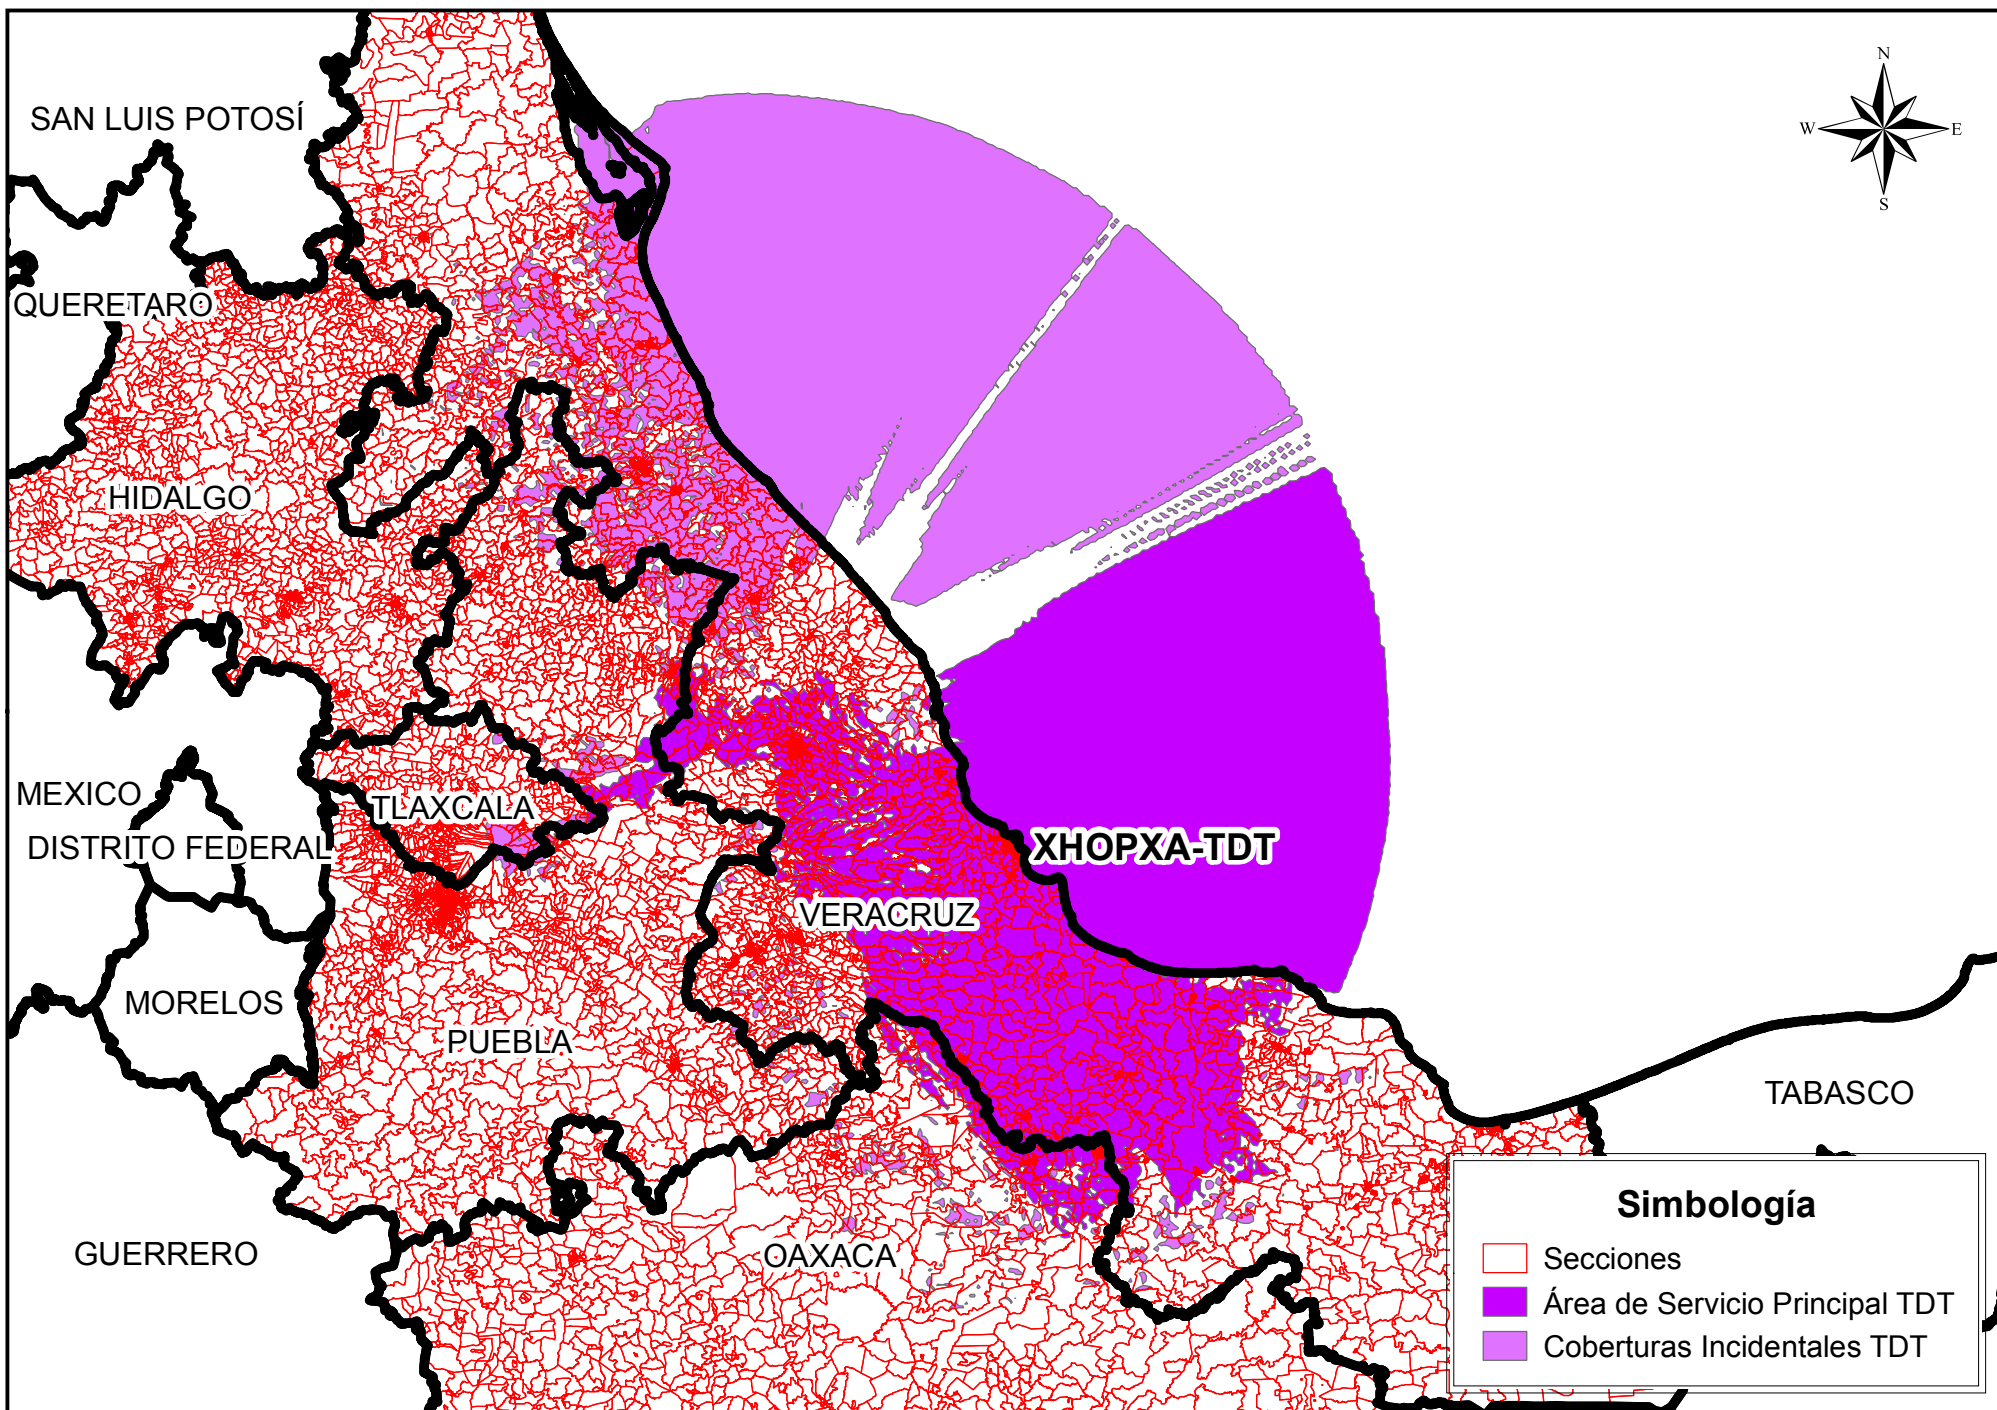 N
W E
S
SAN LUIS POTOSÍ
QUERETARO
HIDALGO
MEXICO
TLAXCALA
DISTRITO FEDERAL
XHOPXA-TDT
VERACRUZ
MORELOS
PUEBLA
TABASCO
GUERRERO
OAXACA
Simbología
Secciones
Área de Servicio Principal TDT
Coberturas Incidentales TDT